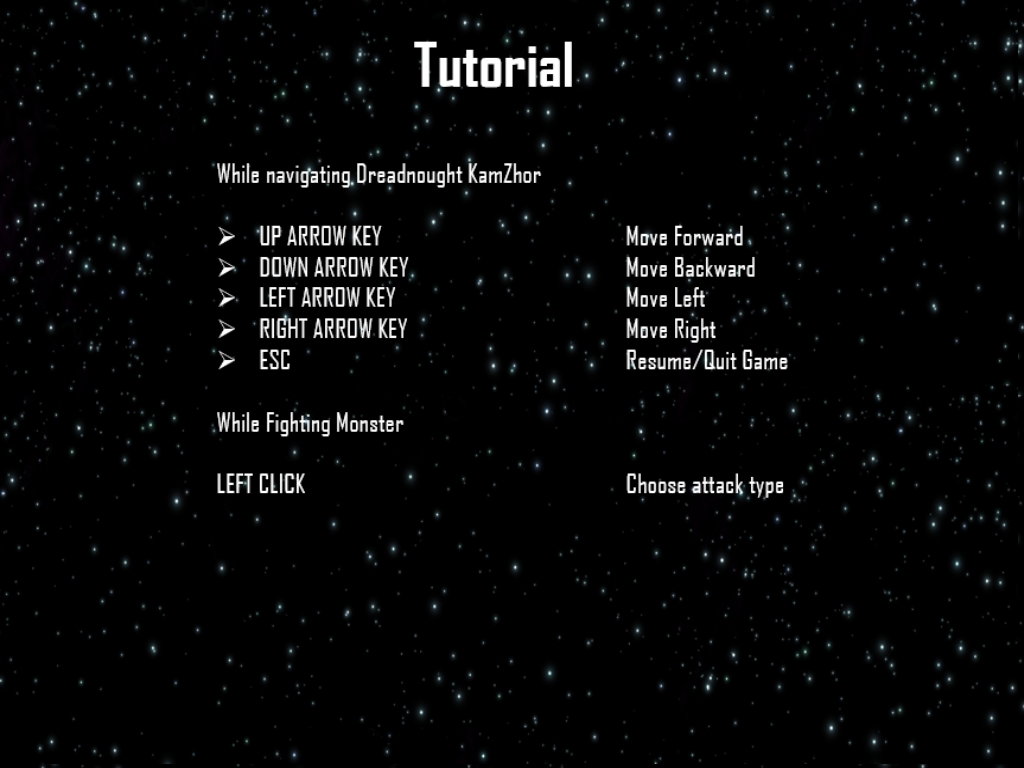 Tutorial
While navigating Dreadnought KamZhor
➢ UP ARROW KEY Move Forward
➢ DOWN ARROW KEY Move Backward
➢ LEFT ARROW KEY Move Left
➢ RIGHT ARROW KEY Move Right
➢ ESC Resume/Quit Game
While Fighting Monster
LEFT CLICK Choose attack type